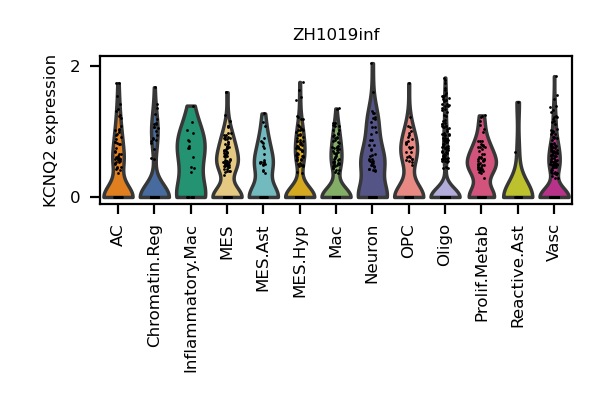 ZH1019inf
KCNQ2 expression
2
0
AC
Chromatin.Reg
Inflammatory.Mac
MES
MES.Ast
MES.Hyp
Mac
Neuron
OPC
Oligo
Prolif.Metab
Reactive.Ast
Vasc